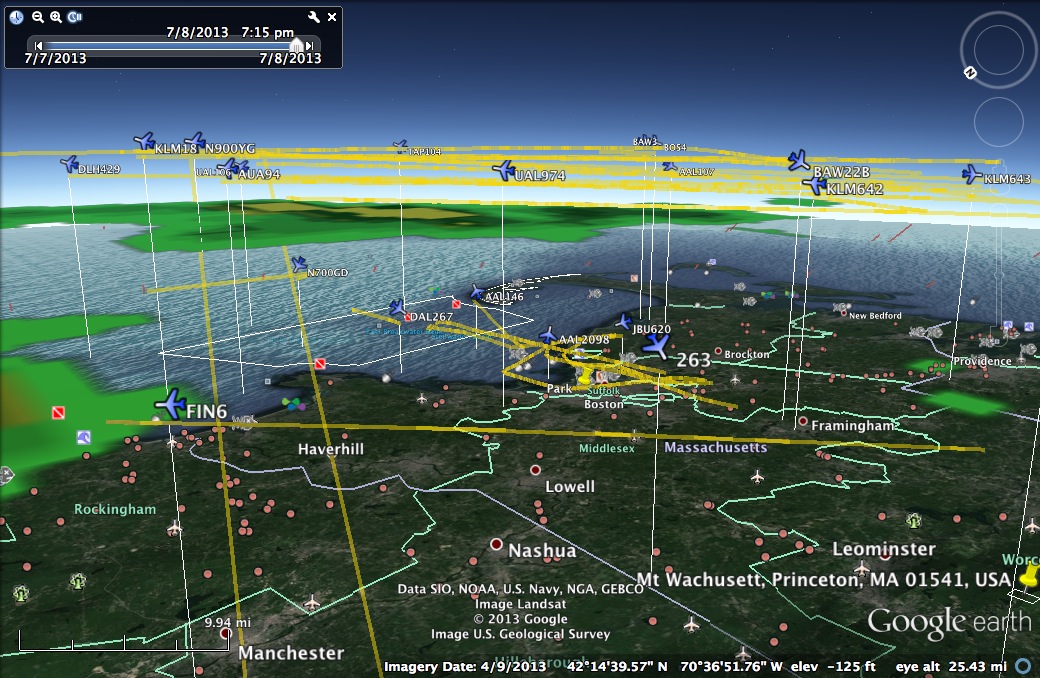 7/8/2013 7:15 pm
7/7/2013
7/8/2013
N
KLM18
N900YG
TAP104
BAW3
BO54
DLH429
AUA94
UAL974
AAL107
BAW22B
KLM642
KLM643
N700GD
AAL146
DAL267
JBU620
New Bedford
AAL2098
263
Brockton
Providence
Park
Suffolk
Boston
FIN6
Framingham
Haverhill
Middlesex
Massachusetts
Lowell
Rockingham
Nashua
Leominster
Mt Wachusett, Princeton, MA 01541, USA
Data SIO, NOAA, U.S. Navy, NGA, GEBCO
Image Landsat
© 2013 Google
Image U.S. Geological Survey
Google earth
9.94 mi
Manchester
Imagery Date: 4/9/2013 42°14'39.57" N 70°36'51.76" W elev -125 ft eye alt 25.43 mi